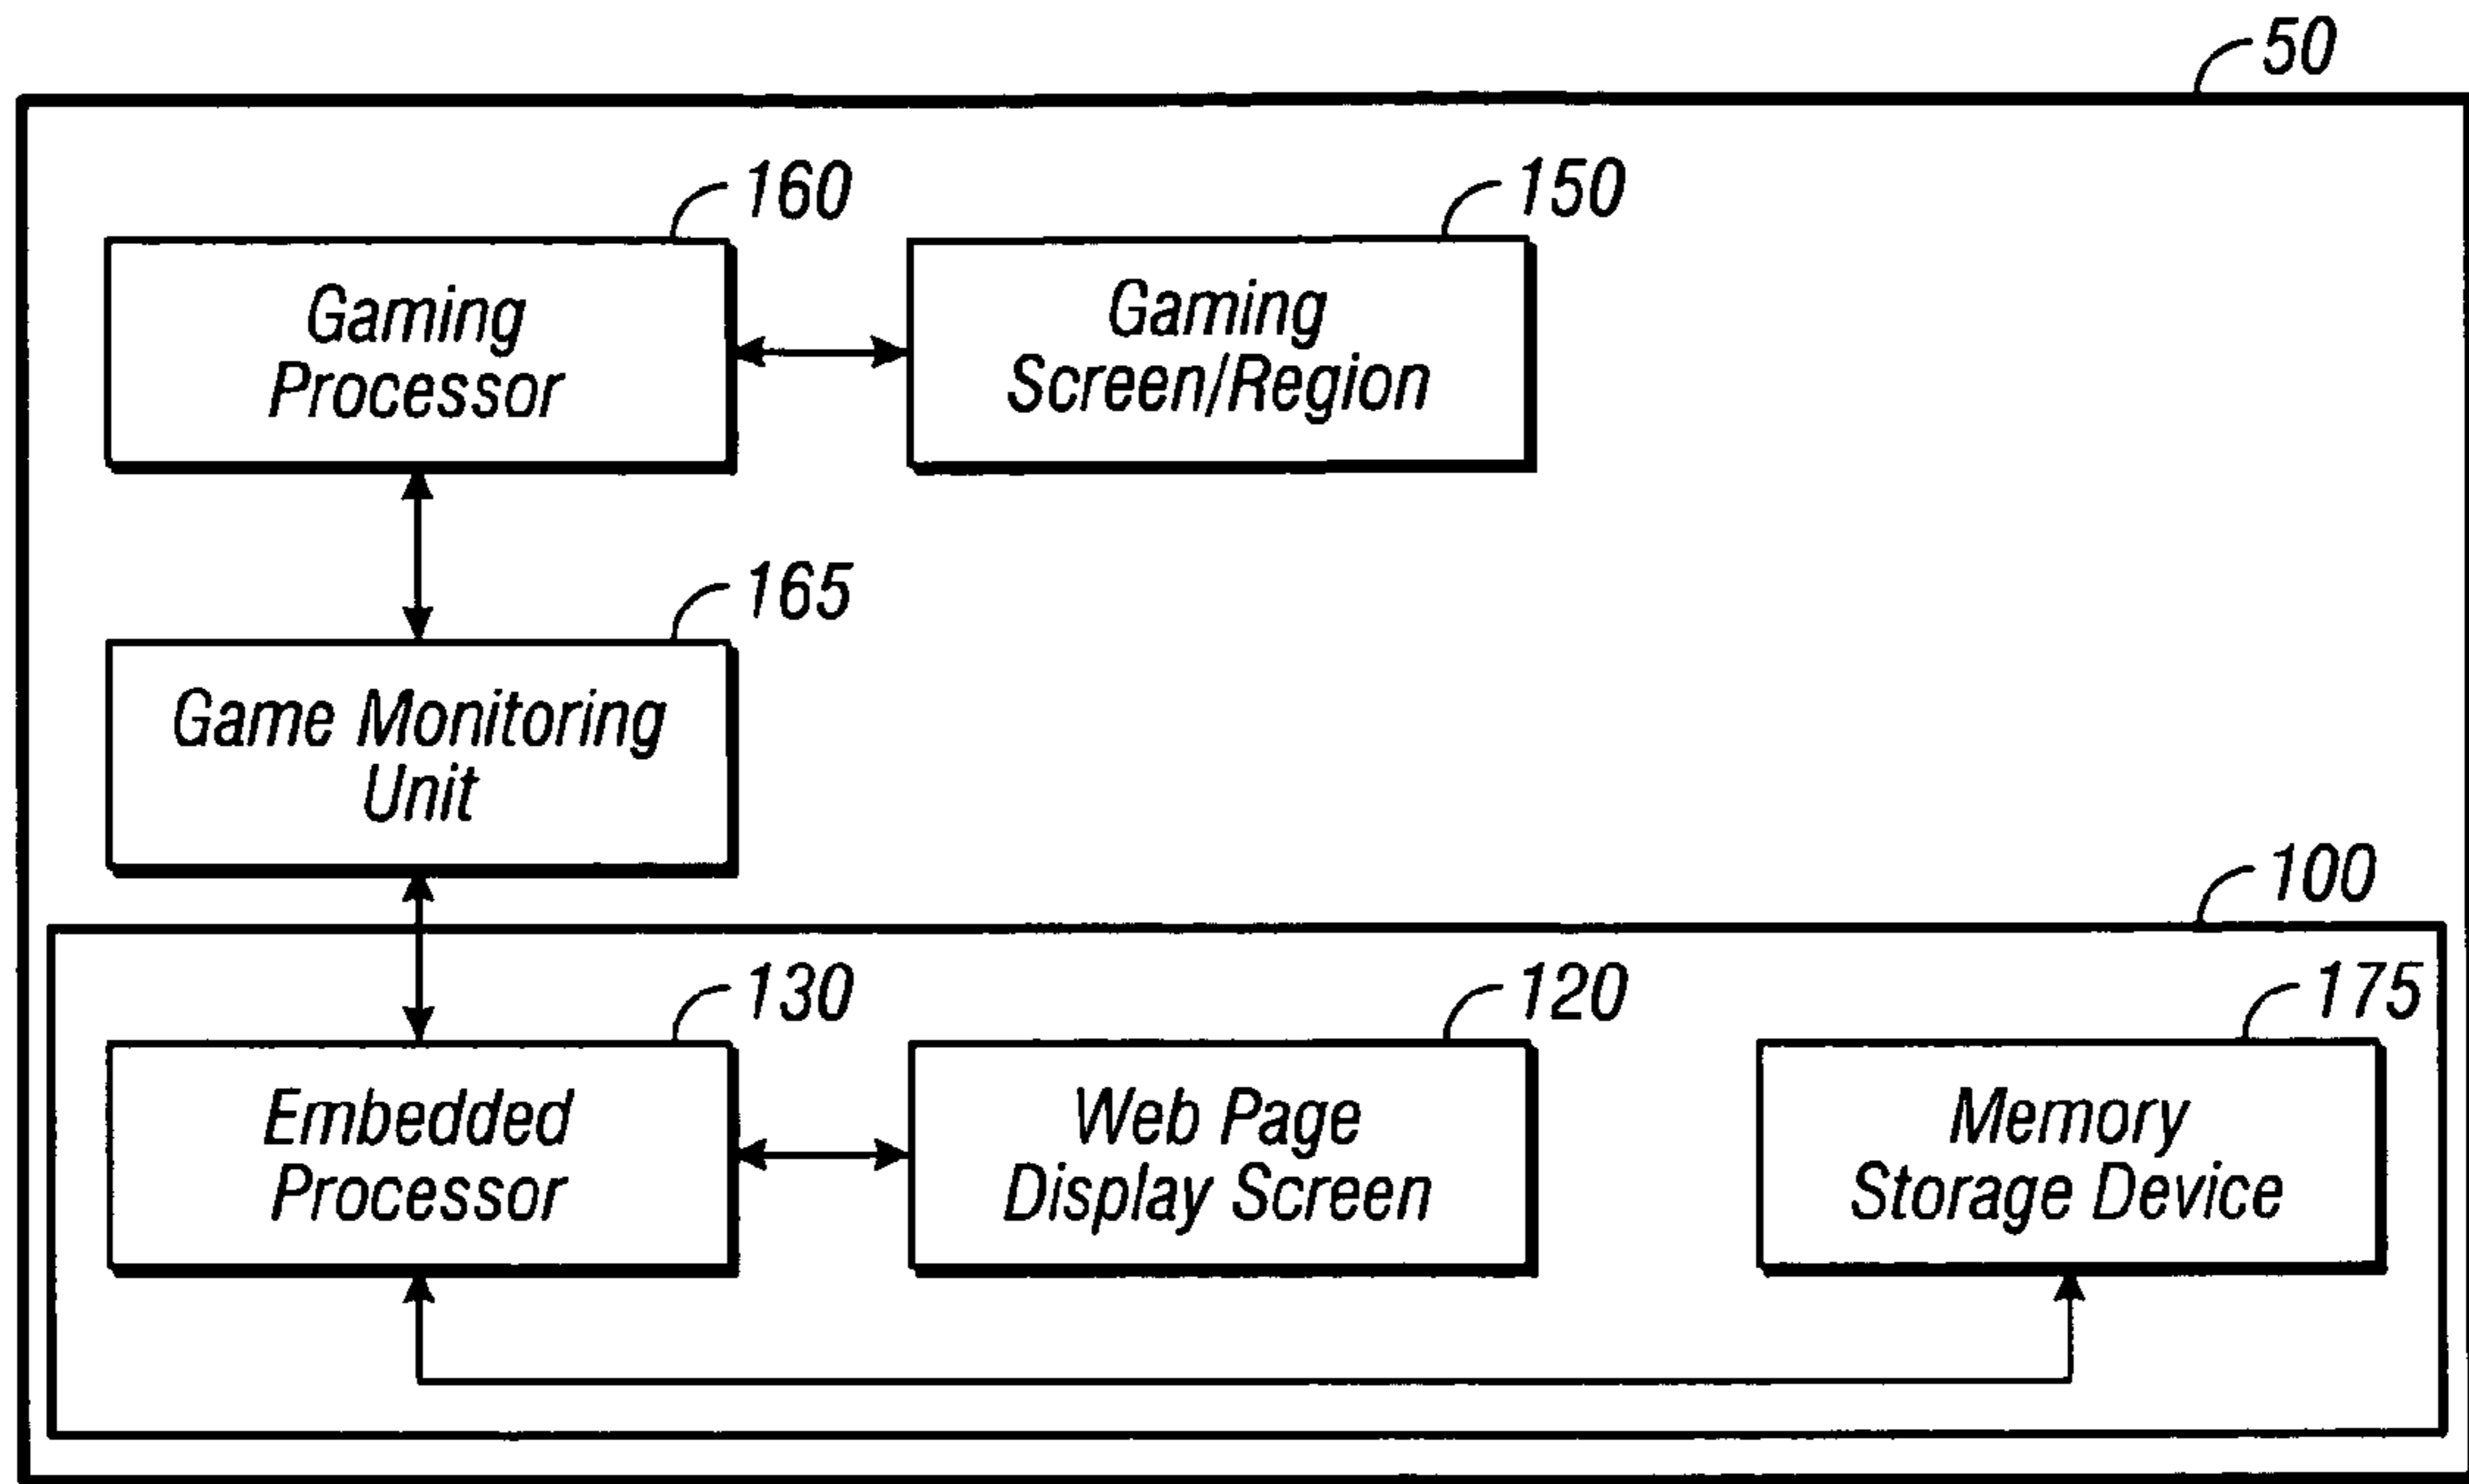 50
160
150
Gaming
Processor
Gaming
Screen/Region
165
Game Monitoring
Unit
100
130
120
175
Embedded
Processor
Web Page
Display Screen
Memory
Storage Device